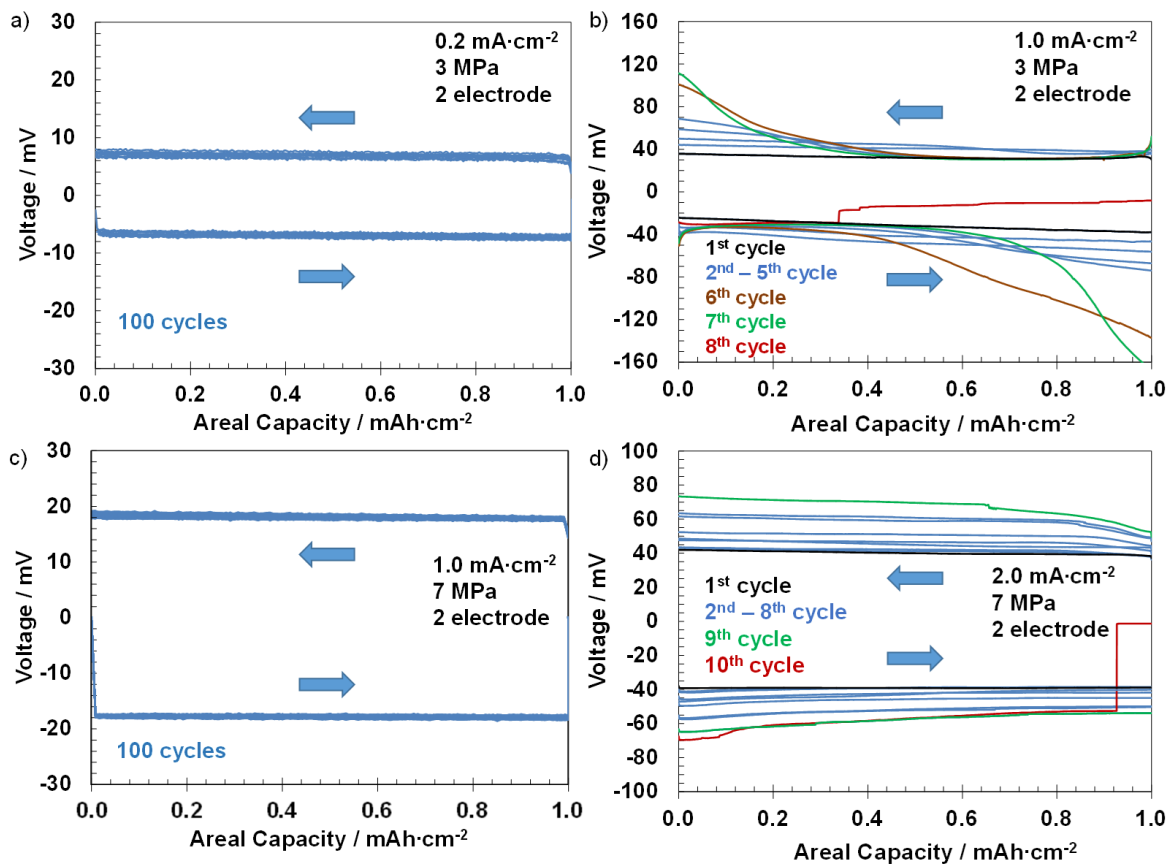 a)
30
20
10
0
-10
-20
-30
Voltage / mV
0.2 mA·cm-2
3 MPa
2 electrode
100 cycles
0.0 0.2 0.4 0.6 0.8 1.0
Areal Capacity / mAh·cm-2
b)
160
120
80
40
0
-40
-80
-120
-160
Voltage / mV
1.0 mA·cm-2
3 MPa
2 electrode
1st cycle
2nd – 5th cycle
6th cycle
7th cycle
8th cycle
0.0 0.2 0.4 0.6 0.8 1.0
Areal Capacity / mAh·cm-2
c)
30
20
10
0
-10
-20
-30
Voltage / mV
1.0 mA·cm-2
7 MPa
2 electrode
100 cycles
0.0 0.2 0.4 0.6 0.8 1.0
Areal Capacity / mAh·cm-2
d)
100
80
60
40
20
0
-20
-40
-60
-80
-100
Voltage / mV
1st cycle
2nd – 8th cycle
9th cycle
10th cycle
2.0 mA·cm-2
7 MPa
2 electrode
0.0 0.2 0.4 0.6 0.8 1.0
Areal Capacity / mAh·cm-2